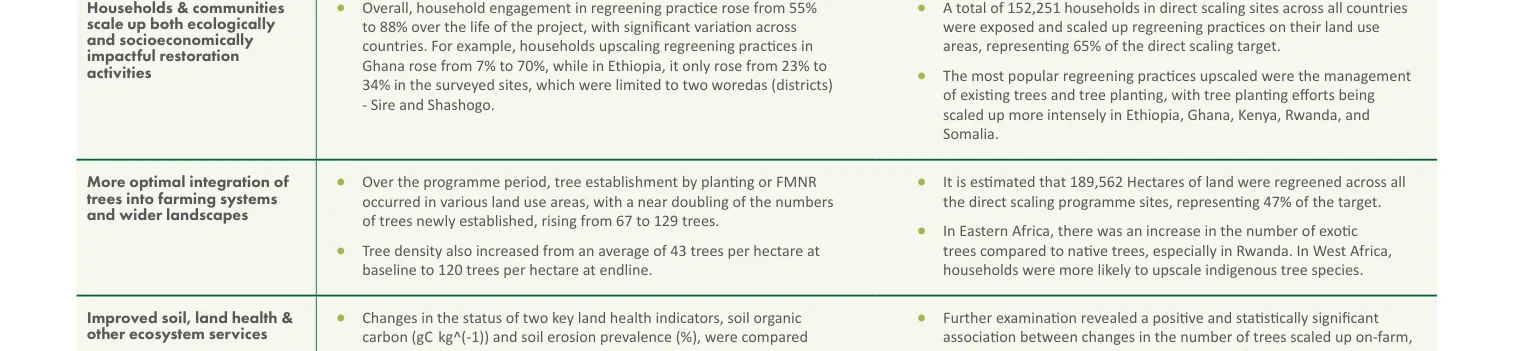 Households & communities
scale up both ecologically
and socioeconomically
impactful restoration
activities
● Overall, household engagement in regreening practice rose from 55%
to 88% over the life of the project, with significant variation across
countries. For example, households upscaling regreening practices in
Ghana rose from 7% to 70%, while in Ethiopia, it only rose from 23% to
34% in the surveyed sites, which were limited to two woredas (districts)
- Sire and Shashogo.
● A total of 152,251 households in direct scaling sites across all countries
were exposed and scaled up regreening practices on their land use
areas, representing 65% of the direct scaling target.
● The most popular regreening practices upscaled were the management
of existing trees and tree planting, with tree planting efforts being
scaled up more intensely in Ethiopia, Ghana, Kenya, Rwanda, and
Somalia.
More optimal integration of
trees into farming systems
and wider landscapes
● Over the programme period, tree establishment by planting or FMNR
occurred in various land use areas, with a near doubling of the numbers
of trees newly established, rising from 67 to 129 trees.
● Tree density also increased from an average of 43 trees per hectare at
baseline to 120 trees per hectare at endline.
● It is estimated that 189,562 Hectares of land were regreened across all
the direct scaling programme sites, representing 47% of the target.
● In Eastern Africa, there was an increase in the number of exotic
trees compared to native trees, especially in Rwanda. In West Africa,
households were more likely to upscale indigenous tree species.
Improved soil, land health &
other ecosystem services
● Changes in the status of two key land health indicators, soil organic
carbon (gC kg^(-1)) and soil erosion prevalence (%), were compared
● Further examination revealed a positive and statistically significant
association between changes in the number of trees scaled up on-farm,